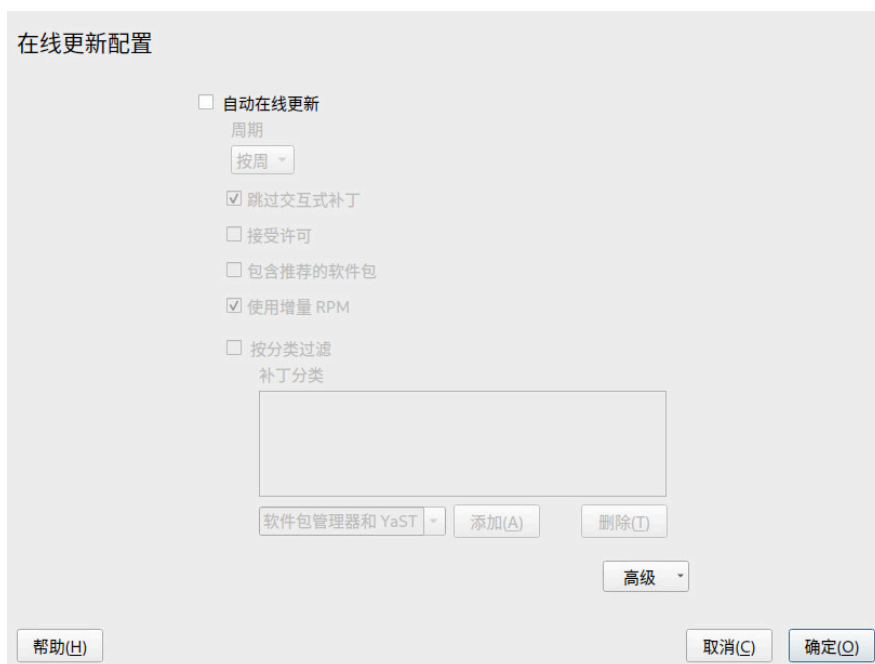 在线更新配置
自动在线更新
周期
按周
跳过交互式补丁
接受许可
包含推荐的软件包
使用增量 RPM
按分类过滤
补丁分类
软件包管理器和 YaST 添加(A) 删除(T)
高级
帮助(H) 取消(C) 确定(O)